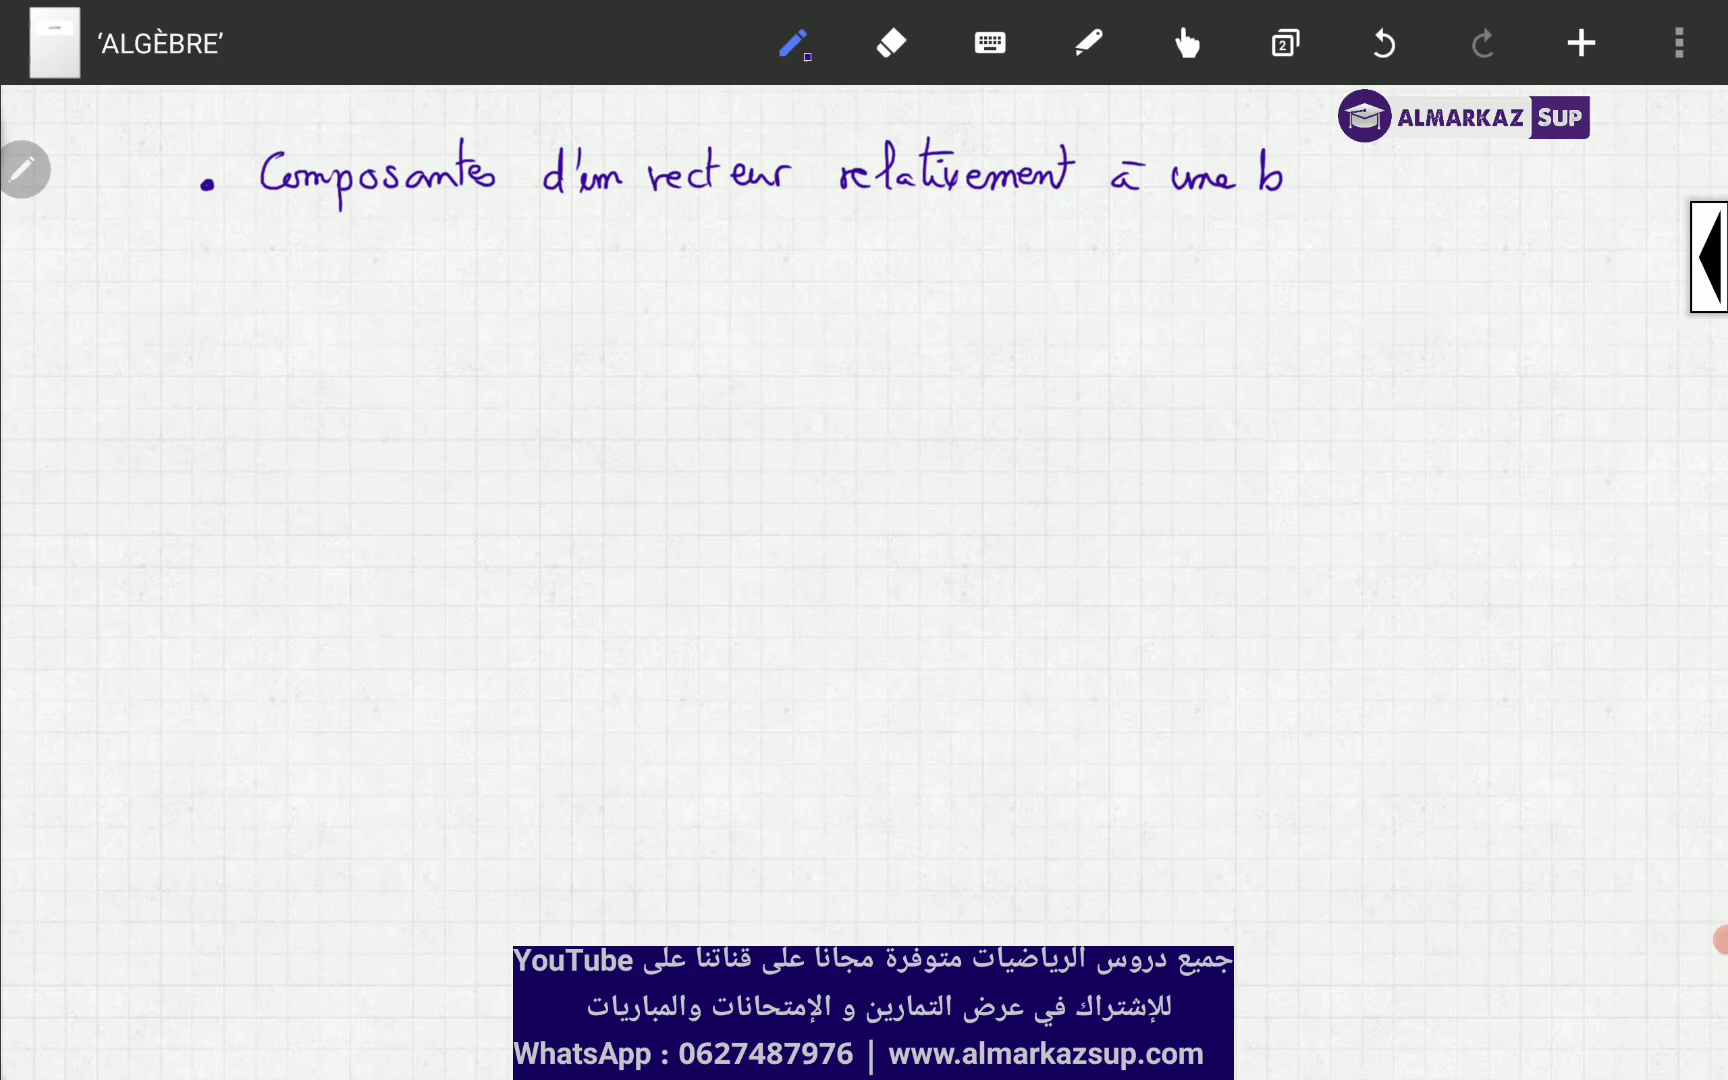 ‘ALGÈBRE’
2
ALMARKAZ SUP
• Composantes d'un vecteur relativement à une b
جميع دروس الرياضيات متوفرة مجانا على قناتنا على YouTube
للإشتراك في عرض التمارين و الإمتحانات والمباريات
WhatsApp : 0627487976 | www.almarkazsup.com